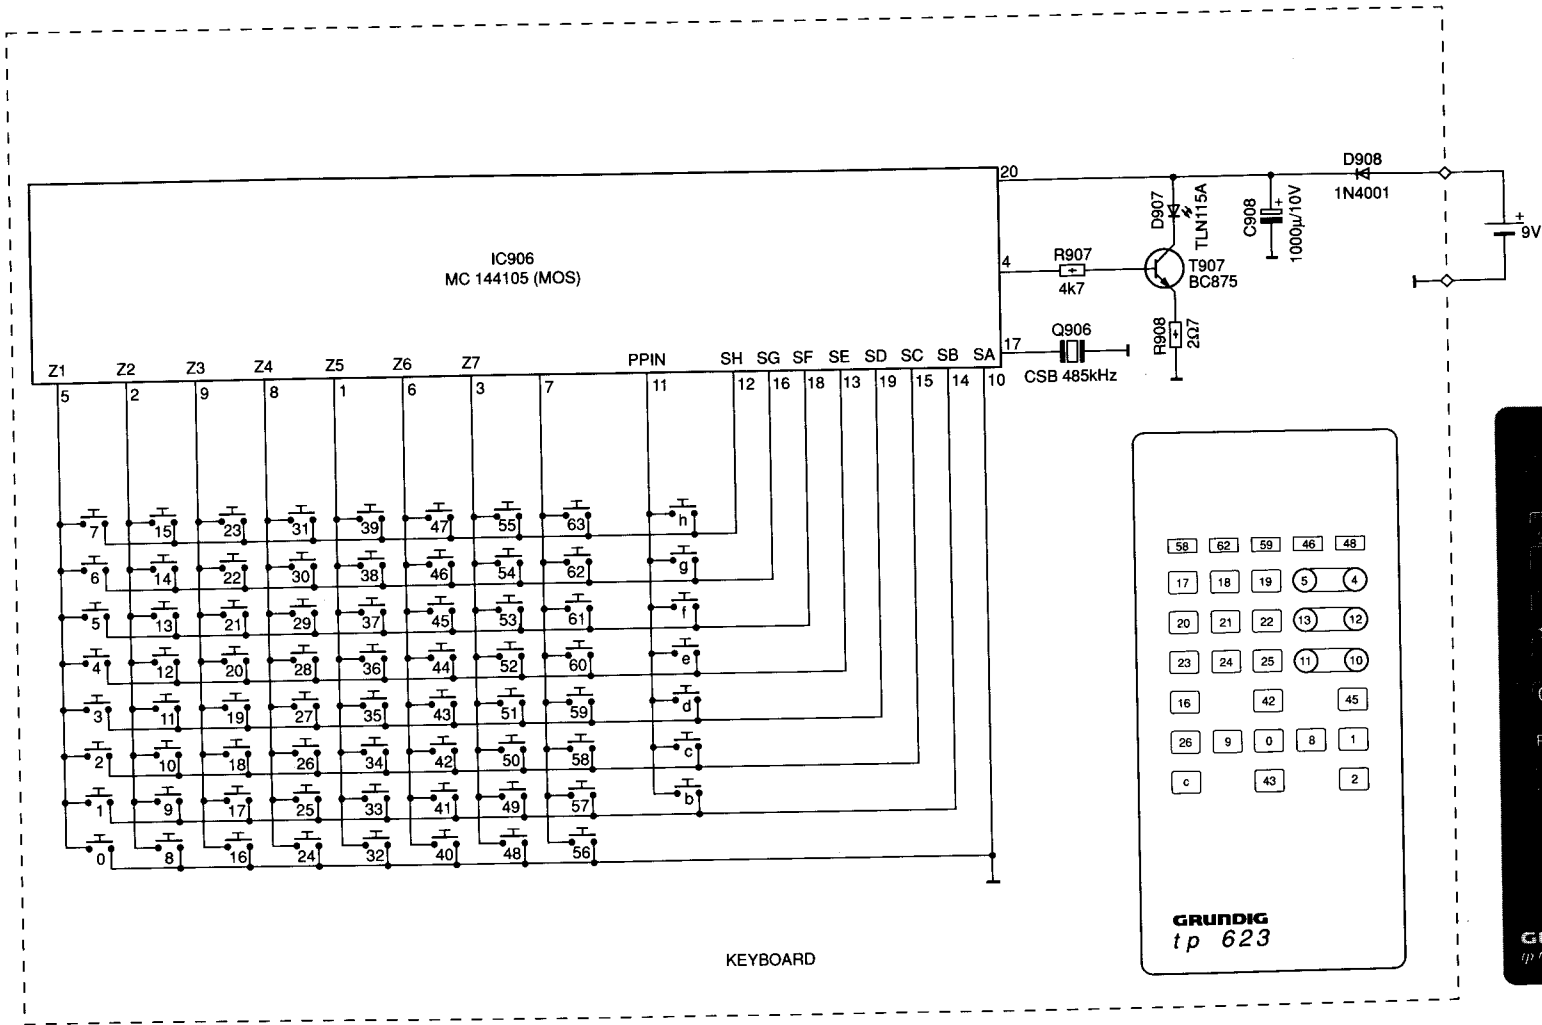 D908
1N4001
20
D907
TLN115A
C908
+
1000µ/10V
+
9V
IC906
MC 144105 (MOS)
4
R907
4k7
T907
BC875
R908
2Ω7
17
Q906
CSB 485kHz
Z1 Z2 Z3 Z4 Z5 Z6 Z7 PPIN SH SG SF SE SD SC SB SA
5 2 9 8 1 6 3 7 11 12 16 18 13 19 15 14 10
7 15 23 31 39 47 55 63 h
6 14 22 30 38 46 54 62 g
5 13 21 29 37 45 53 61 f
4 12 20 28 36 44 52 60 e
3 11 19 27 35 43 51 59 d
2 10 18 26 34 42 50 58 c
1 9 17 25 33 41 49 57 b
0 8 16 24 32 40 48 56
KEYBOARD
58 62 59 46 48
17 18 19 5 4
20 21 22 13 12
23 24 25 11 10
16 42 45
26 9 0 8 1
c 43 2
GRUNDIG
tp 623